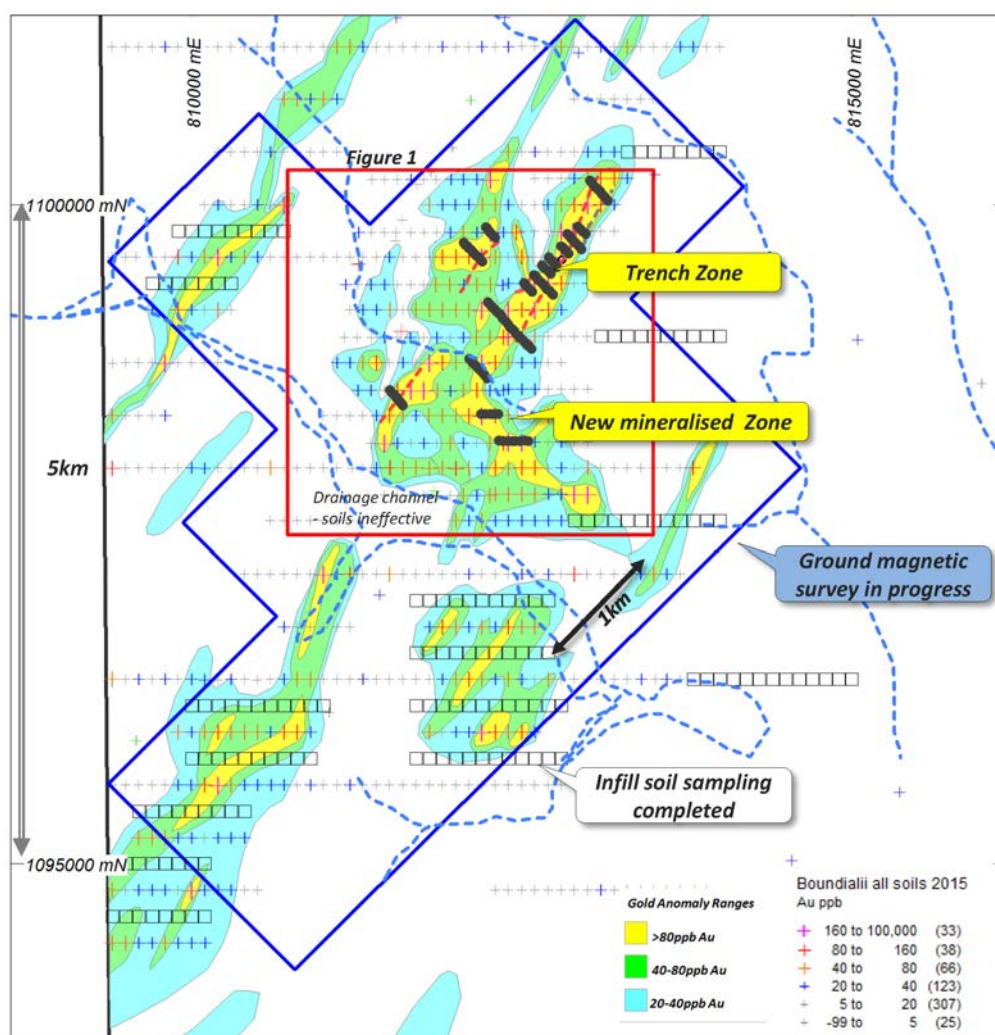 810000 mE
815000 mE
Figure 1
1100000 mN
Trench Zone
New mineralised Zone
5km
Drainage channel
- soils ineffective
Ground magnetic
survey in progress
1km
Infill soil sampling
completed
1095000 mN
Gold Anomaly Ranges
>80ppb Au
40-80ppb Au
20-40ppb Au
Boundialii all soils 2015
Au ppb
160 to 100,000 (33)
80 to 160 (38)
40 to 80 (66)
20 to 40 (123)
5 to 20 (307)
-99 to 5 (25)